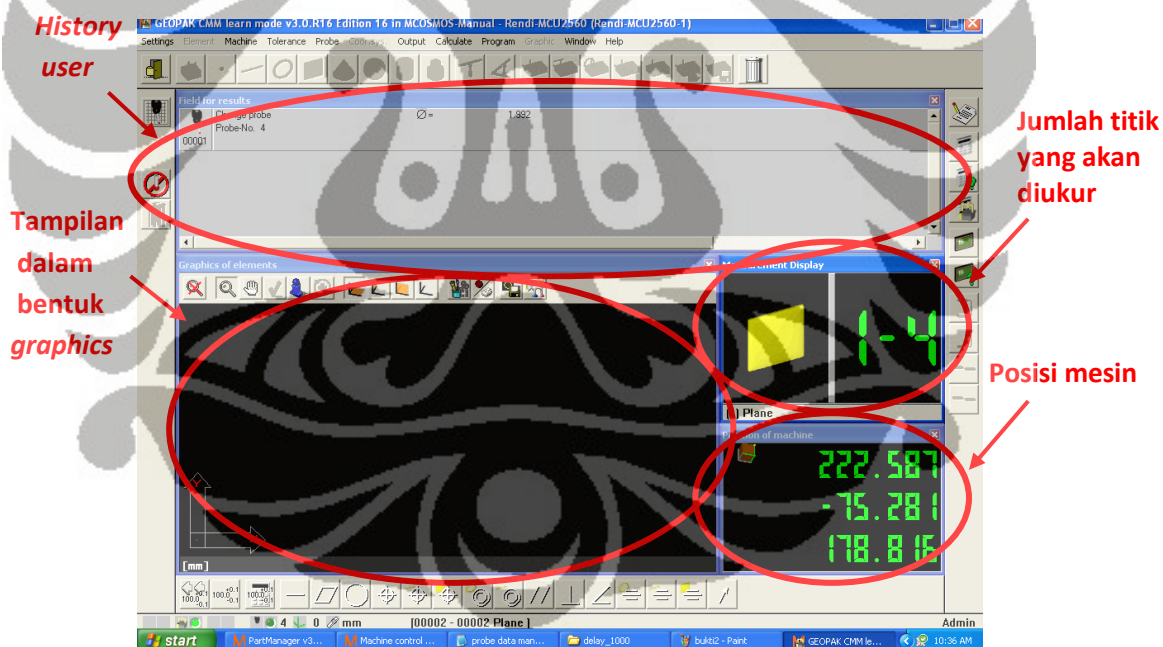 History
user
GEOPAK CMM learn mode v3.0.R16 Edition 16 in MCOSMOS-Manual - Rendi-MCU2560 (Rendi-MCU2560-1)
Settings Element Machine Tolerance Probe Co-ord.sys. Output Calculate Program Graphic Window Help
Field for results
Change probe Ø = 1.992
Probe-No. 4
00001
Jumlah titik
yang akan
diukur
Tampilan
dalam
bentuk
graphics
Graphics of elements
Measurement Display
1-4
Plane
Posisi mesin
Position of machine
222.587
-75.281
178.816
[mm]
4 0 mm [00002 - 00002 Plane ] Admin
start PartManager v3... Machine control ... probe data man... delay_1000 bukti2 - Paint GEOPAK CMM le... 10:36 AM